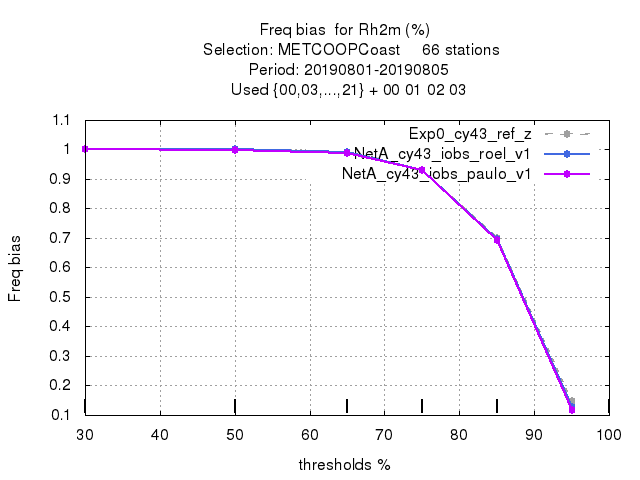 Freq bias  for Rh2m (%)
Selection: METCOOPCoast     66 stations
Period: 20190801-20190805
Used {00,03,...,21} + 00 01 02 03
Exp0_cy43_ref_z
NetA_cy43_iobs_roel_v1
NetA_cy43_iobs_paulo_v1
Freq bias
1.1
1
0.9
0.8
0.7
0.6
0.5
0.4
0.3
0.2
0.1
30 40 50 60 70 80 90 100
thresholds %